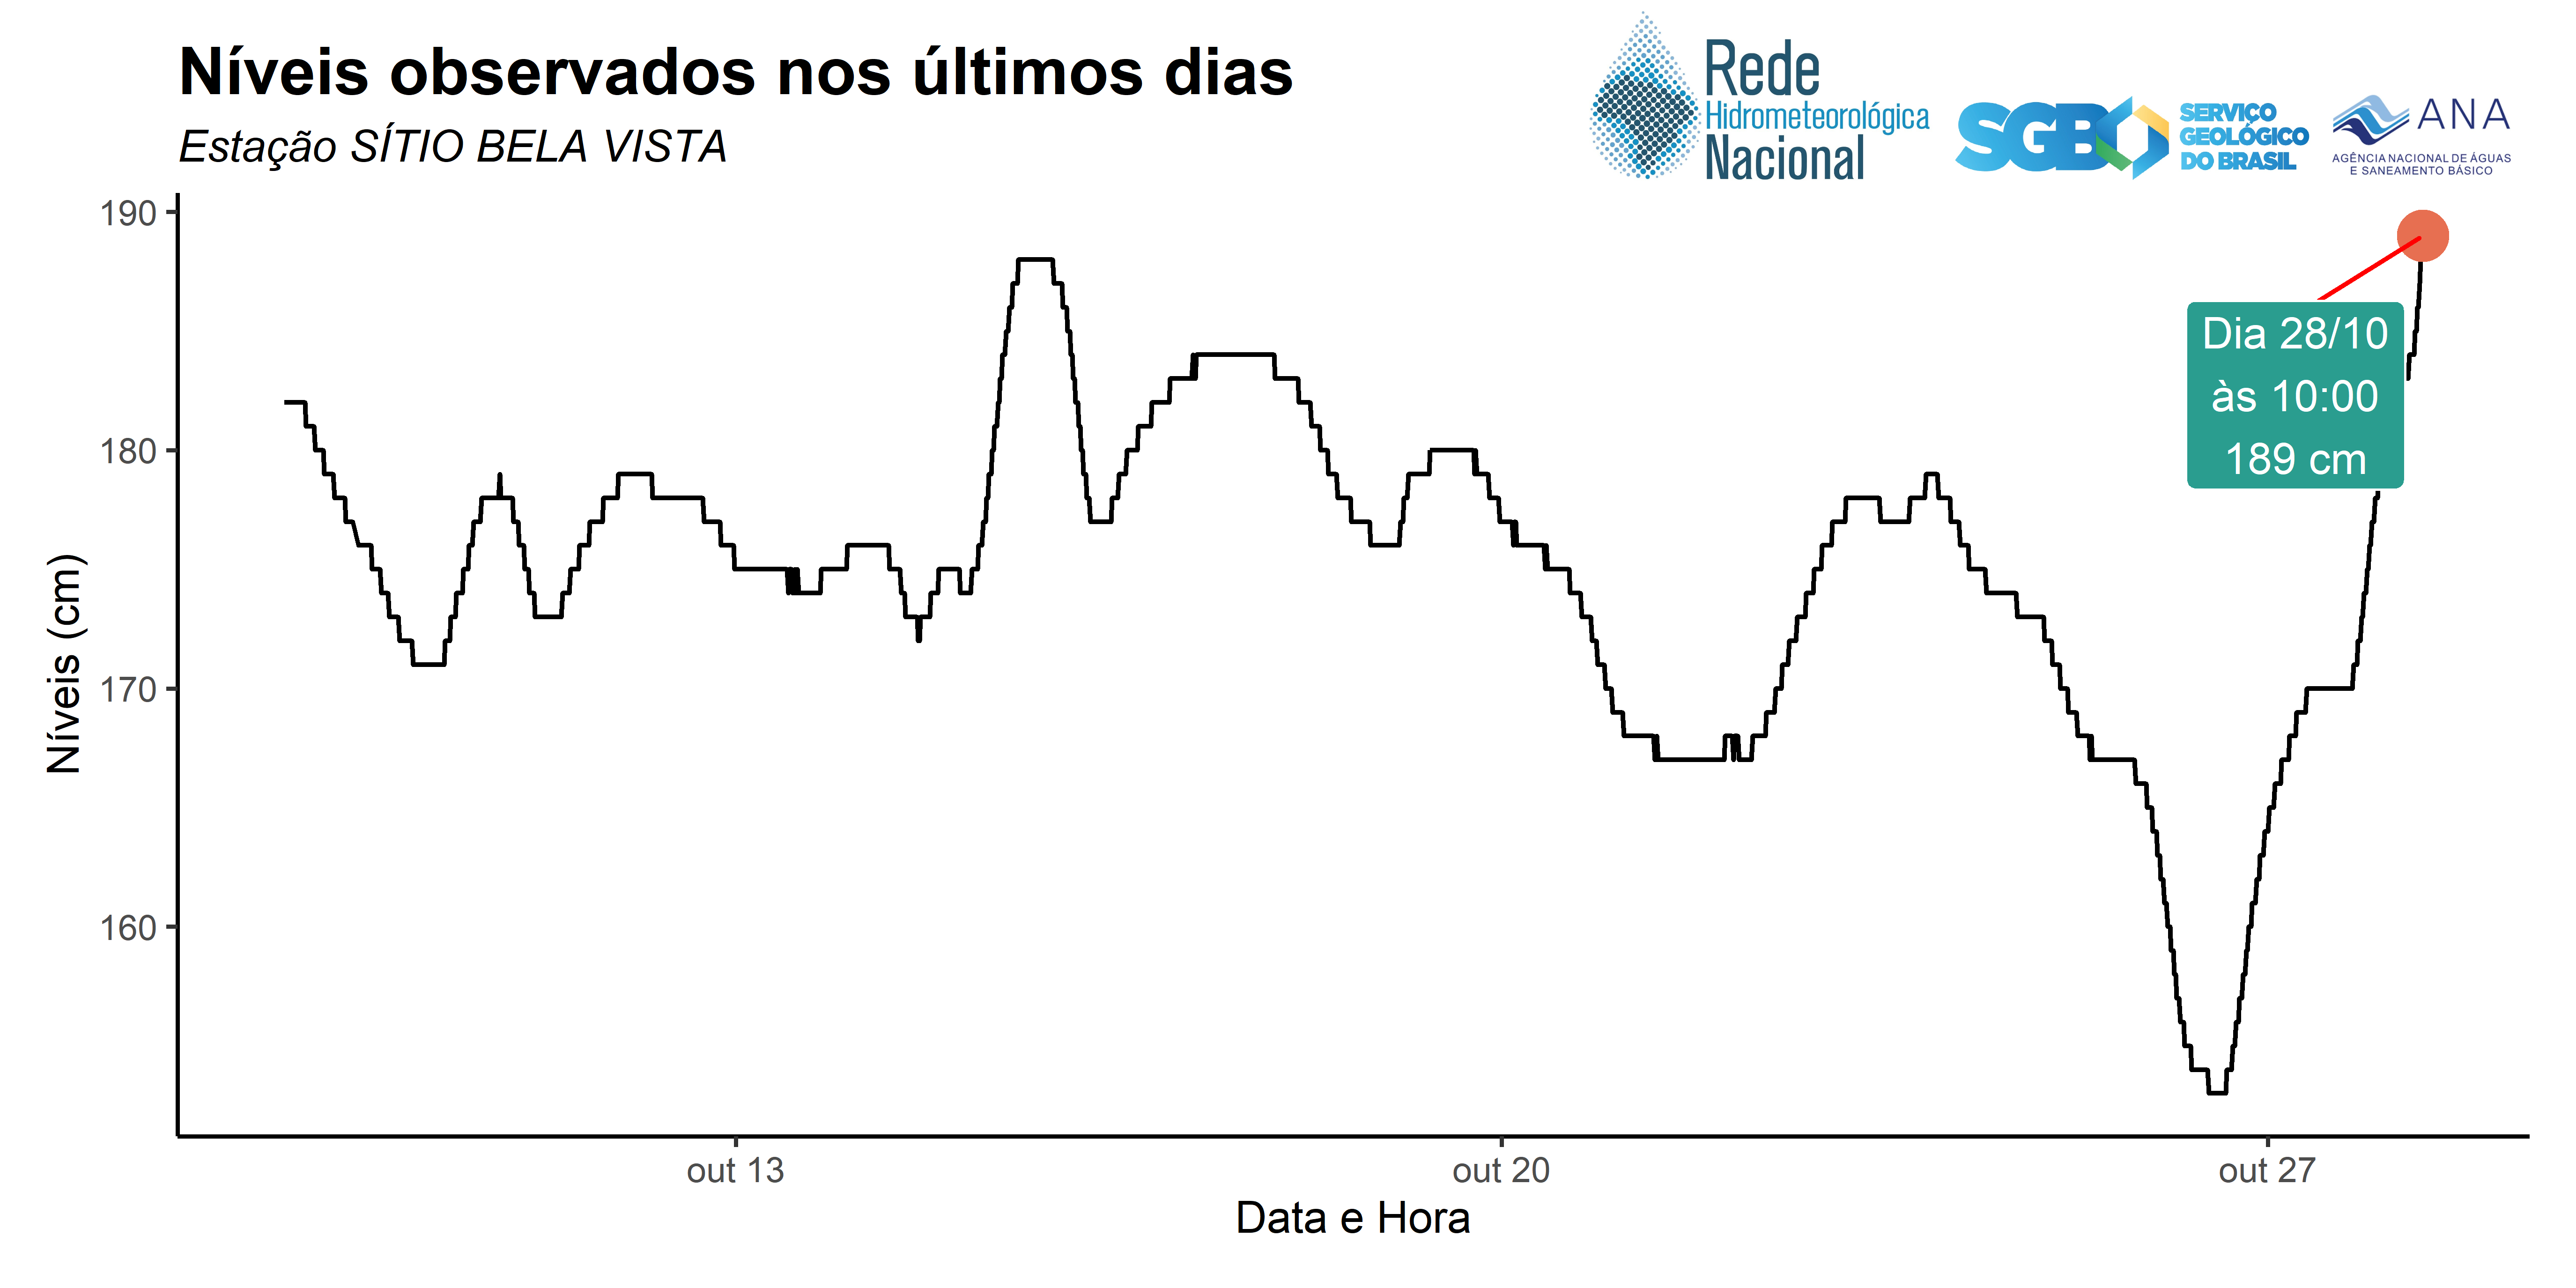 Níveis observados nos últimos dias
Estação SÍTIO BELA VISTA
Rede
Hidrometeorológica
Nacional
SGB
SERVIÇO
GEOLÓGICO
DO BRASIL
ANA
AGÊNCIA NACIONAL DE ÁGUAS
E SANEAMENTO BÁSICO
190
180
170
160
Níveis (cm)
Dia 28/10
às 10:00
189 cm
out 13
out 20
out 27
Data e Hora